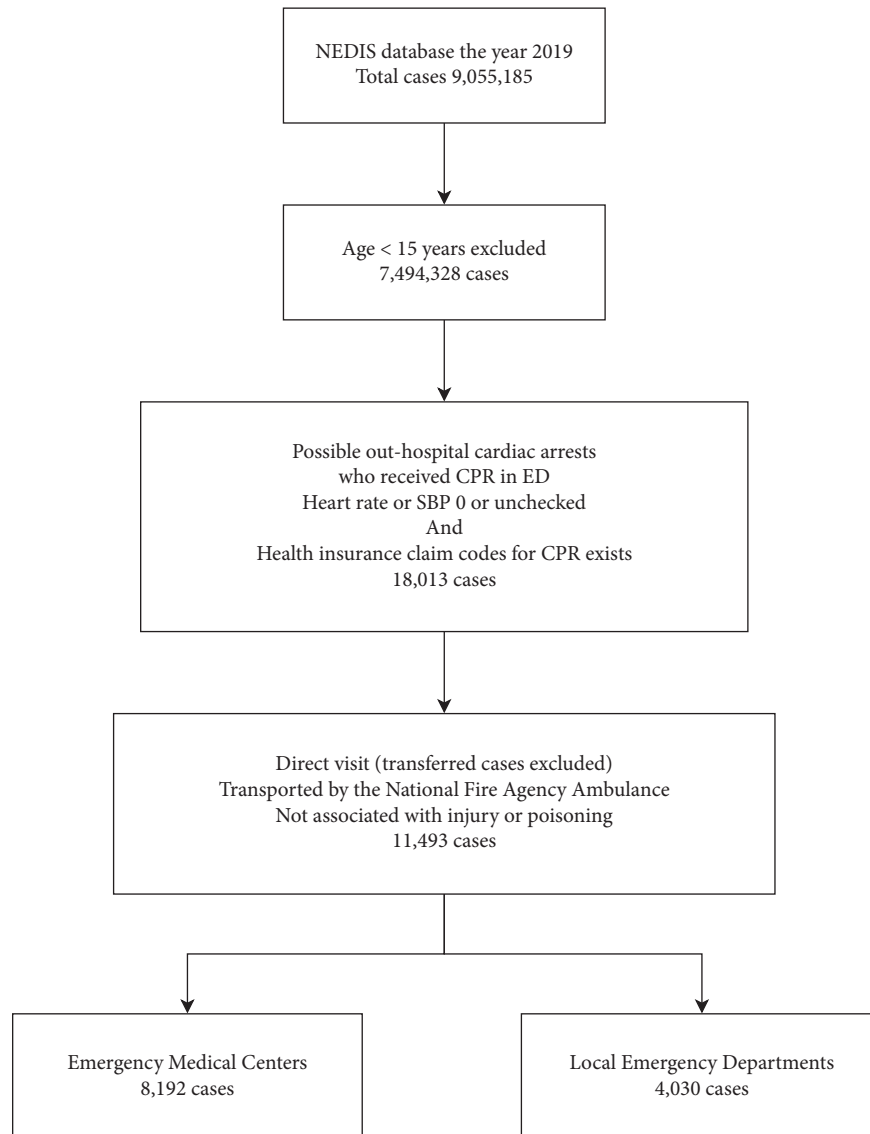 NEDIS database the year 2019
Total cases 9,055,185
Age < 15 years excluded
7,494,328 cases
Possible out-hospital cardiac arrests
who received CPR in ED
Heart rate or SBP 0 or unchecked
And
Health insurance claim codes for CPR exists
18,013 cases
Direct visit (transferred cases excluded)
Transported by the National Fire Agency Ambulance
Not associated with injury or poisoning
11,493 cases
Emergency Medical Centers
8,192 cases
Local Emergency Departments
4,030 cases